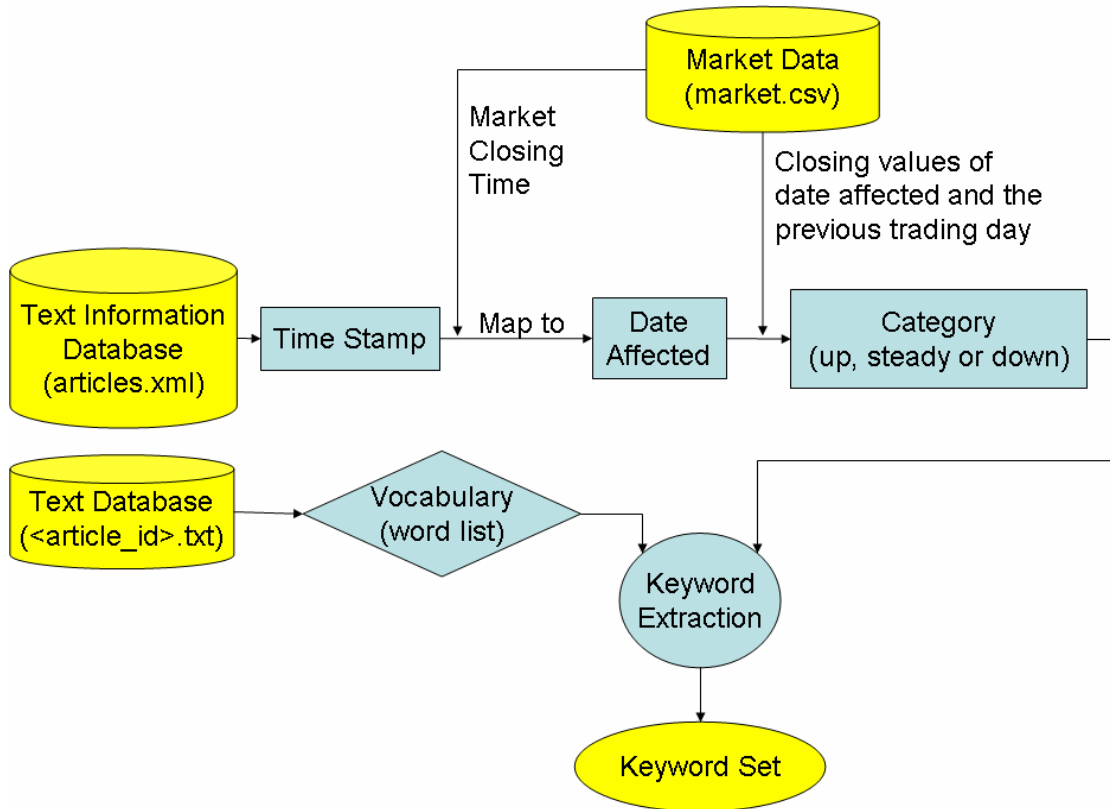 Market Data
(market.csv)
Market
Closing
Time
Closing values of
date affected and the
previous trading day
Text Information
Database
(articles.xml)
Time Stamp
Map to
Date
Affected
Category
(up, steady or down)
Text Database
(<article_id>.txt)
Vocabulary
(word list)
Keyword
Extraction
Keyword Set